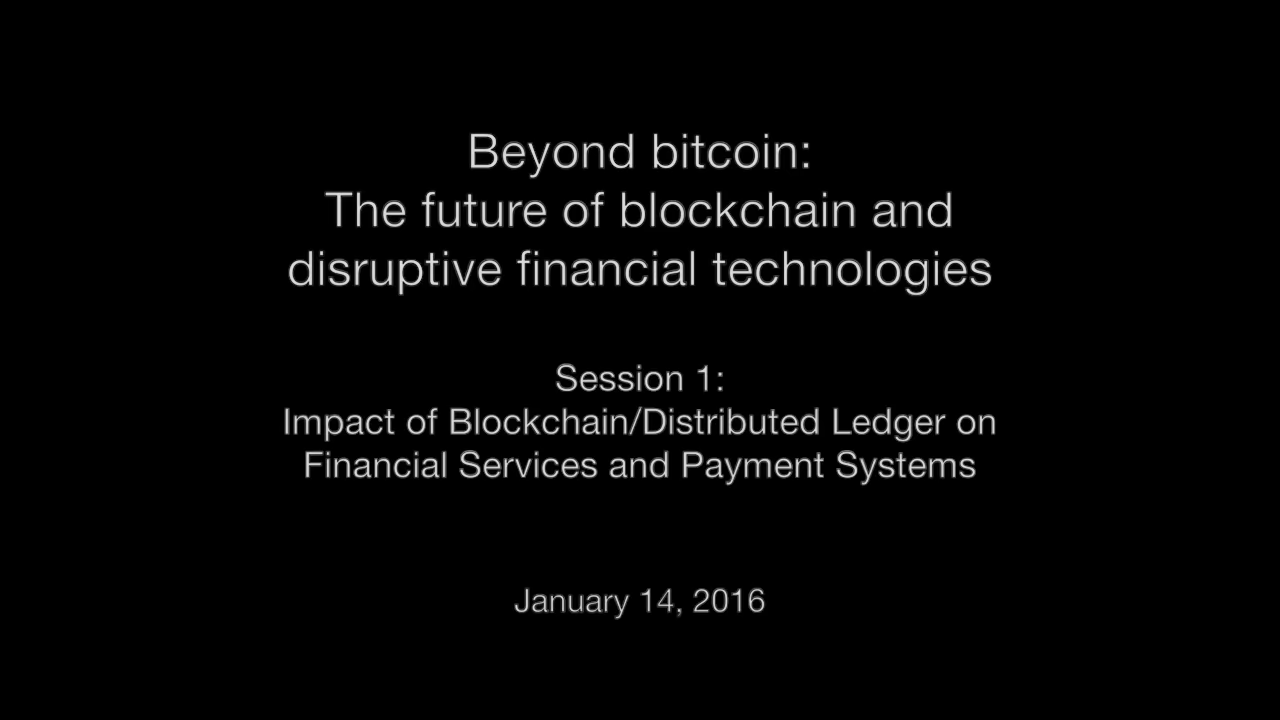 Beyond bitcoin:
The future of blockchain and
disruptive financial technologies
Session 1:
Impact of Blockchain/Distributed Ledger on
Financial Services and Payment Systems
January 14, 2016